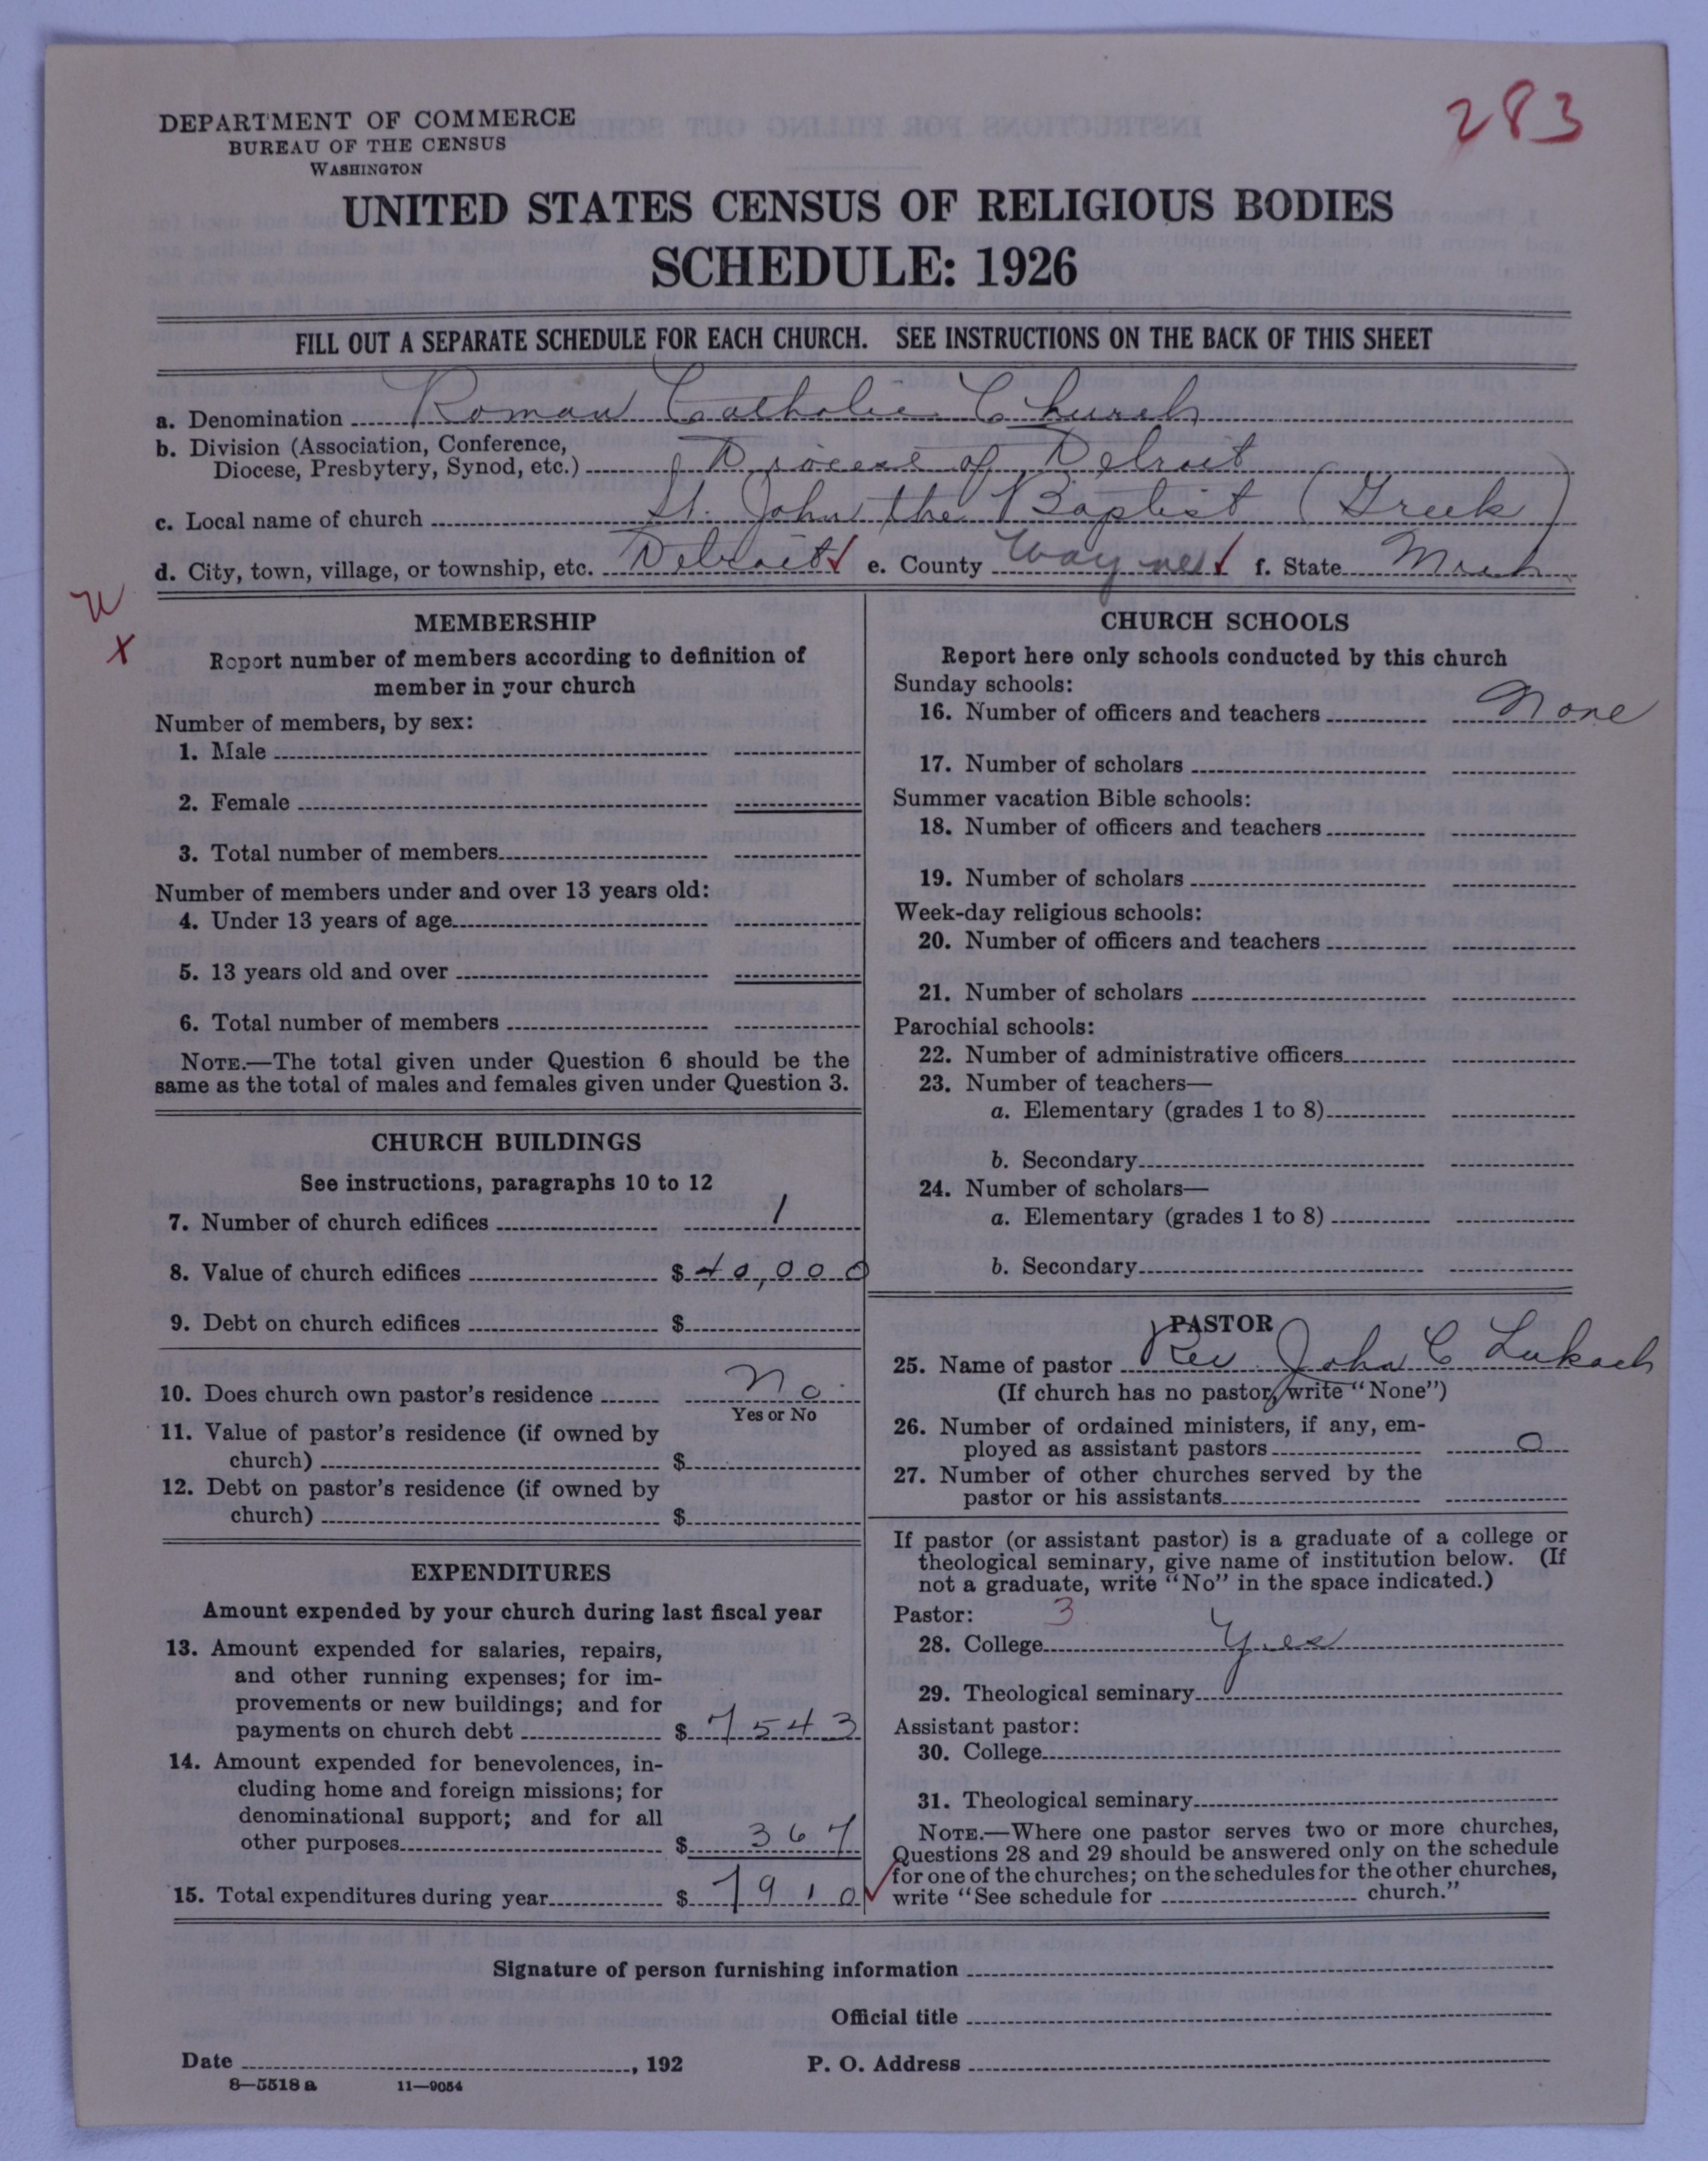 283
DEPARTMENT OF COMMERCE
BUREAU OF THE CENSUS
WASHINGTON
UNITED STATES CENSUS OF RELIGIOUS BODIES
SCHEDULE: 1926
FILL OUT A SEPARATE SCHEDULE FOR EACH CHURCH. SEE INSTRUCTIONS ON THE BACK OF THIS SHEET
a. Denomination Roman Catholic Church
b. Division (Association, Conference,
Diocese, Presbytery, Synod, etc.) Diocese of Detroit
c. Local name of church St. John the Baptist (Greek)
d. City, town, village, or township, etc. Detroit e. County Wayne f. State Mich
W
X
MEMBERSHIP
Report number of members according to definition of
member in your church
Number of members, by sex:
1. Male
2. Female
3. Total number of members
Number of members under and over 13 years old:
4. Under 13 years of age
5. 13 years old and over
6. Total number of members
NOTE.—The total given under Question 6 should be the
same as the total of males and females given under Question 3.
CHURCH BUILDINGS
See instructions, paragraphs 10 to 12
7. Number of church edifices 1
8. Value of church edifices $ 40,000
9. Debt on church edifices $
10. Does church own pastor's residence No
Yes or No
11. Value of pastor's residence (if owned by
church) $
12. Debt on pastor's residence (if owned by
church) $
EXPENDITURES
Amount expended by your church during last fiscal year
13. Amount expended for salaries, repairs,
and other running expenses; for im-
provements or new buildings; and for
payments on church debt $ 7543
14. Amount expended for benevolences, in-
cluding home and foreign missions; for
denominational support; and for all
other purposes $ 367
15. Total expenditures during year $ 7910
CHURCH SCHOOLS
Report here only schools conducted by this church
Sunday schools:
16. Number of officers and teachers None
17. Number of scholars
Summer vacation Bible schools:
18. Number of officers and teachers
19. Number of scholars
Week-day religious schools:
20. Number of officers and teachers
21. Number of scholars
Parochial schools:
22. Number of administrative officers
23. Number of teachers—
a. Elementary (grades 1 to 8)
b. Secondary
24. Number of scholars—
a. Elementary (grades 1 to 8)
b. Secondary
PASTOR
25. Name of pastor Rev. John C Lukach
(If church has no pastor, write "None")
26. Number of ordained ministers, if any, em-
ployed as assistant pastors 0
27. Number of other churches served by the
pastor or his assistants
If pastor (or assistant pastor) is a graduate of a college or
theological seminary, give name of institution below. (If
not a graduate, write "No" in the space indicated.)
Pastor: 3
28. College Yes
29. Theological seminary
Assistant pastor:
30. College
31. Theological seminary
NOTE.—Where one pastor serves two or more churches,
Questions 28 and 29 should be answered only on the schedule
for one of the churches; on the schedules for the other churches,
write "See schedule for church."
Signature of person furnishing information
Official title
Date , 192 P. O. Address
8—5518 a 11—9054